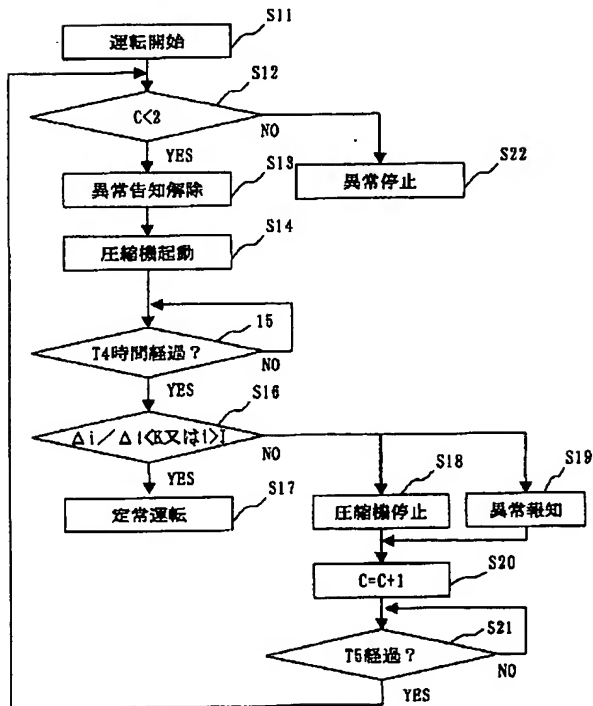 S11
運転開始
S12
C<2
NO
YES
S13
異常告知解除
S22
異常停止
S14
圧縮機起動
15
T4時間経過?
NO
YES
S16
Δi/Δi<K又はi>I
NO
YES
S17
定常運転
S18
圧縮機停止
S19
異常報知
S20
C=C+1
S21
T5経過?
NO
YES